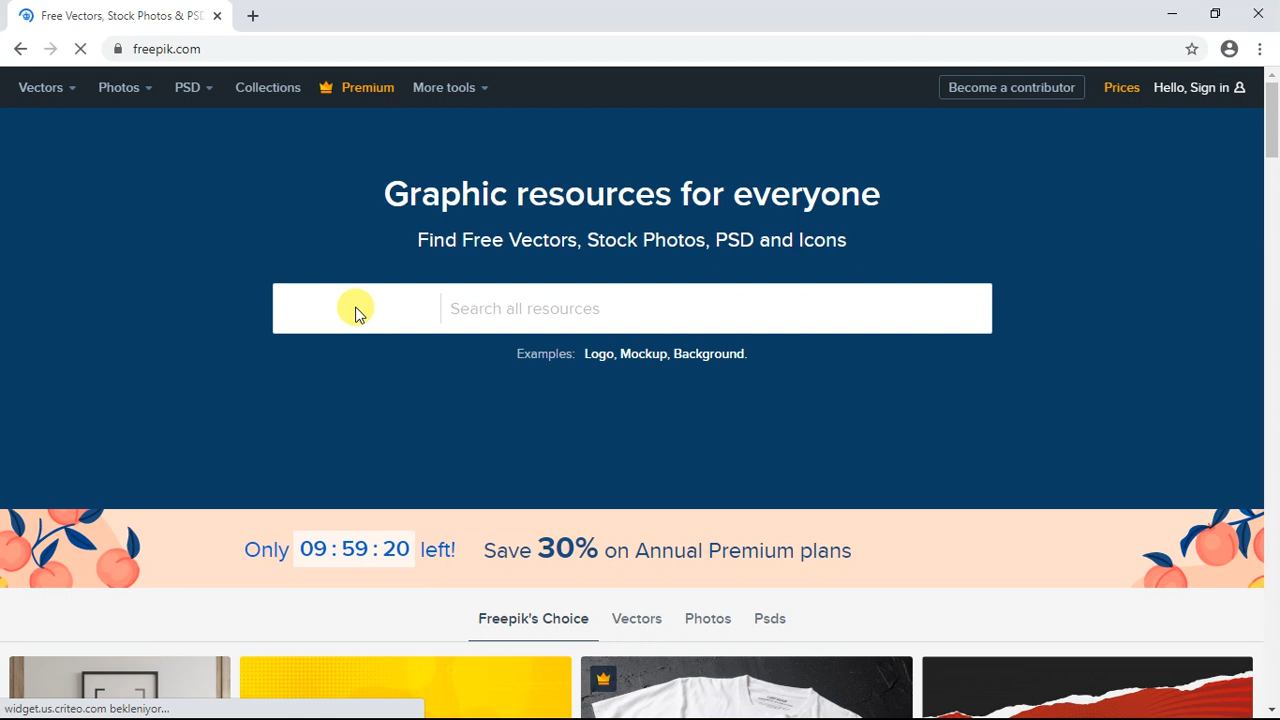 Free Vectors, Stock Photos & PSD
freepik.com
Vectors
Photos
PSD
Collections
Premium
More tools
Become a contributor
Prices
Hello, Sign in
Graphic resources for everyone
Find Free Vectors, Stock Photos, PSD and Icons
Search all resources
Examples: Logo, Mockup, Background.
Only 09:59:20 left! Save 30% on Annual Premium plans
Freepik's Choice
Vectors
Photos
Psds
widget.us.criteo.com bekleniyor...